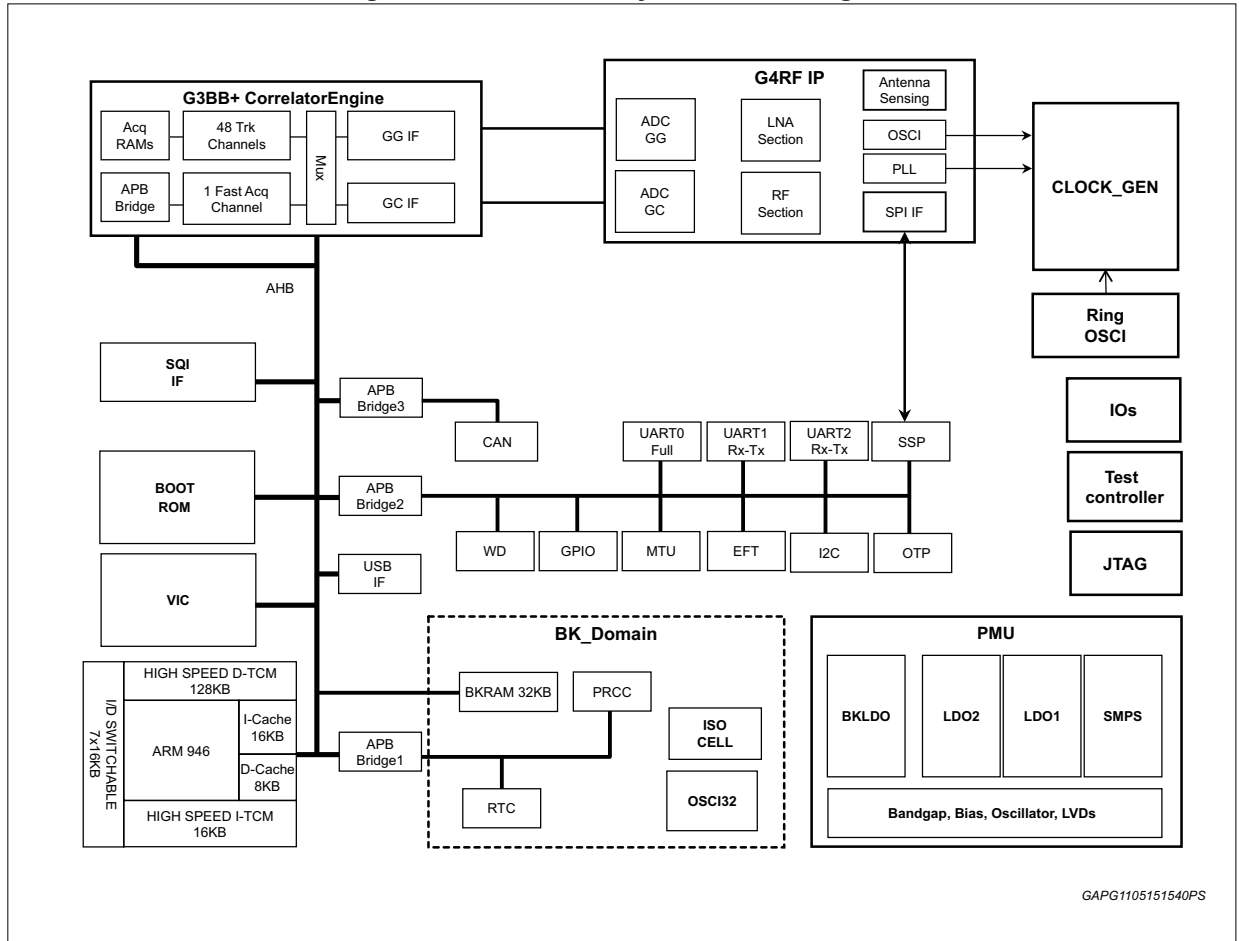 G3BB+ CorrelatorEngine
Acq
RAMs
48 Trk
Channels
Mux
GG IF
APB
Bridge
1 Fast Acq
Channel
GC IF
G4RF IP
ADC
GG
LNA
Section
Antenna
Sensing
OSCI
PLL
ADC
GC
RF
Section
SPI IF
CLOCK_GEN
Ring
OSCI
AHB
SQI
IF
APB
Bridge3
CAN
UART0
Full
UART1
Rx-Tx
UART2
Rx-Tx
SSP
IOs
BOOT
ROM
APB
Bridge2
WD
GPIO
MTU
EFT
I2C
OTP
Test
controller
JTAG
VIC
USB
IF
I/D SWITCHABLE
7x16KB
HIGH SPEED D-TCM
128KB
ARM 946
I-Cache
16KB
D-Cache
8KB
HIGH SPEED I-TCM
16KB
APB
Bridge1
BK_Domain
BKRAM 32KB
PRCC
ISO
CELL
RTC
OSCI32
PMU
BKLDO
LDO2
LDO1
SMPS
Bandgap, Bias, Oscillator, LVDs
GAPG1105151540PS